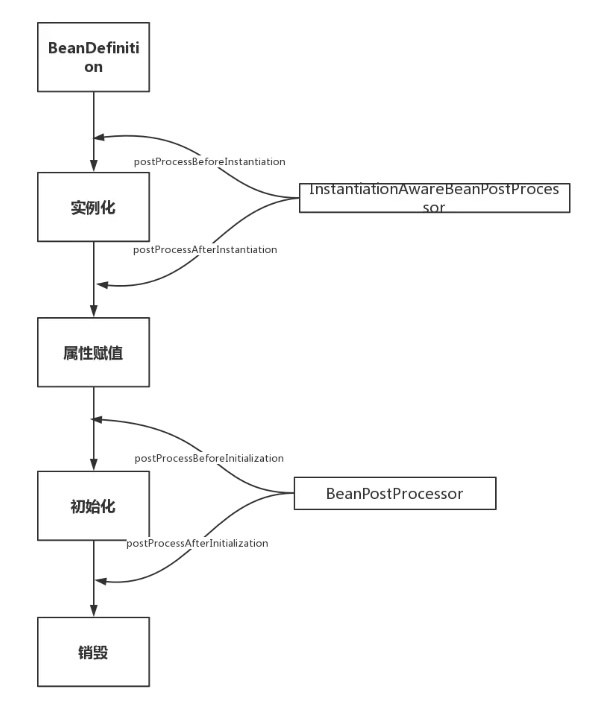 BeanDefiniti
on
postProcessBeforeInstantiation
InstantiationAwareBeanPostProces
sor
实例化
postProcessAfterInstantiation
属性赋值
postProcessBeforeInitialization
BeanPostProcessor
初始化
postProcessAfterInitialization
销毁